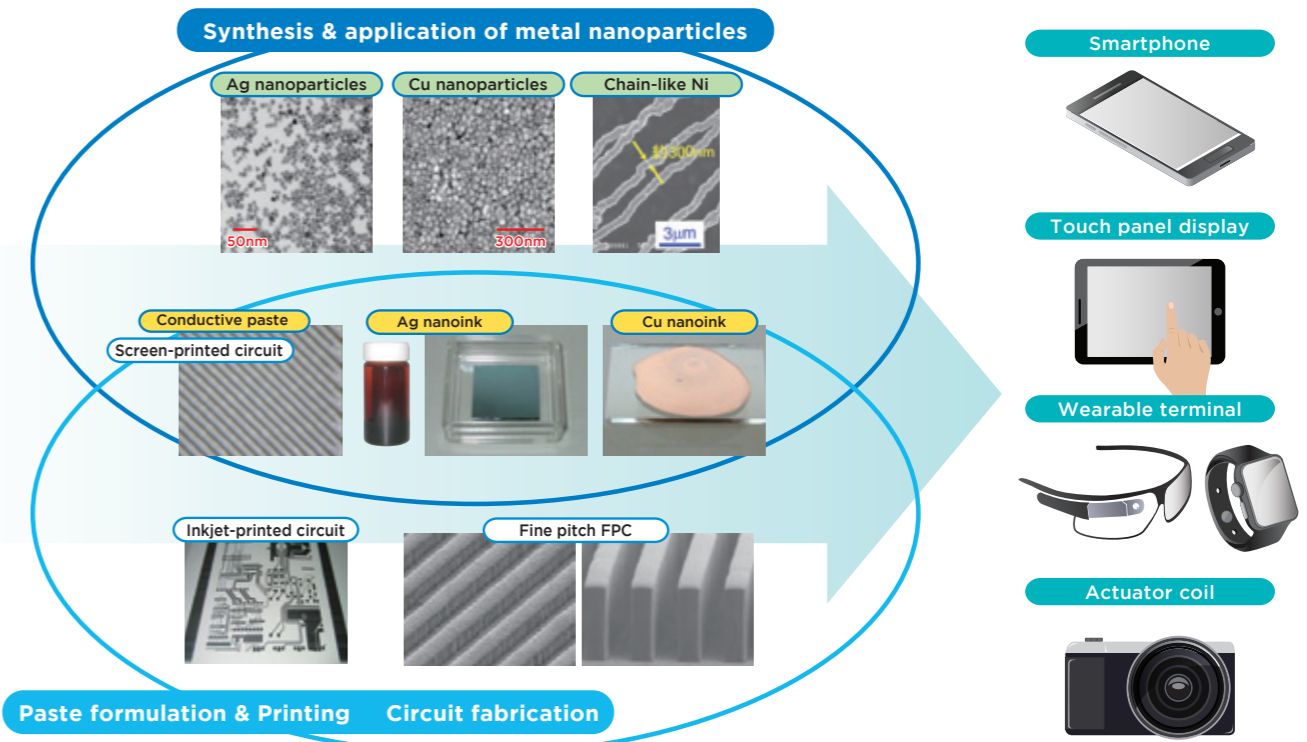 Synthesis & application of metal nanoparticles
Ag nanoparticles
Cu nanoparticles
Chain-like Ni
50nm
300nm
3μm
Conductive paste
Screen-printed circuit
Ag nanoink
Cu nanoink
Inkjet-printed circuit
Fine pitch FPC
Paste formulation & Printing Circuit fabrication
Smartphone
Touch panel display
Wearable terminal
Actuator coil